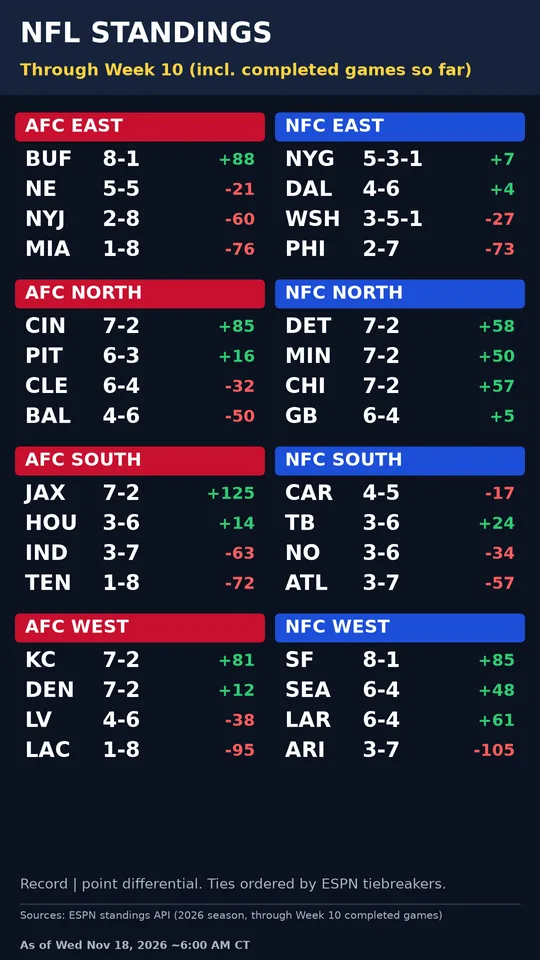 NFL STANDINGS
Through Week 10 (incl. completed games so far)
AFC EAST
BUF 8-1 +88
NE 5-5 -21
NYJ 2-8 -60
MIA 1-8 -76
NFC EAST
NYG 5-3-1 +7
DAL 4-6 +4
WSH 3-5-1 -27
PHI 2-7 -73
AFC NORTH
CIN 7-2 +85
PIT 6-3 +16
CLE 6-4 -32
BAL 4-6 -50
NFC NORTH
DET 7-2 +58
MIN 7-2 +50
CHI 7-2 +57
GB 6-4 +5
AFC SOUTH
JAX 7-2 +125
HOU 3-6 +14
IND 3-7 -63
TEN 1-8 -72
NFC SOUTH
CAR 4-5 -17
TB 3-6 +24
NO 3-6 -34
ATL 3-7 -57
AFC WEST
KC 7-2 +81
DEN 7-2 +12
LV 4-6 -38
LAC 1-8 -95
NFC WEST
SF 8-1 +85
SEA 6-4 +48
LAR 6-4 +61
ARI 3-7 -105
Record | point differential. Ties ordered by ESPN tiebreakers.
Sources: ESPN standings API (2026 season, through Week 10 completed games)
As of Wed Nov 18, 2026 ~6:00 AM CT